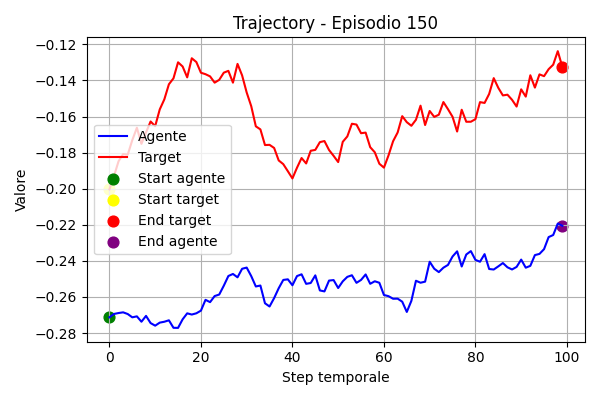 Trajectory - Episodio 150
Valore
−0.12
−0.14
−0.16
−0.18
−0.20
−0.22
−0.24
−0.26
−0.28
Agente
Target
Start agente
Start target
End target
End agente
0
20
40
60
80
100
Step temporale